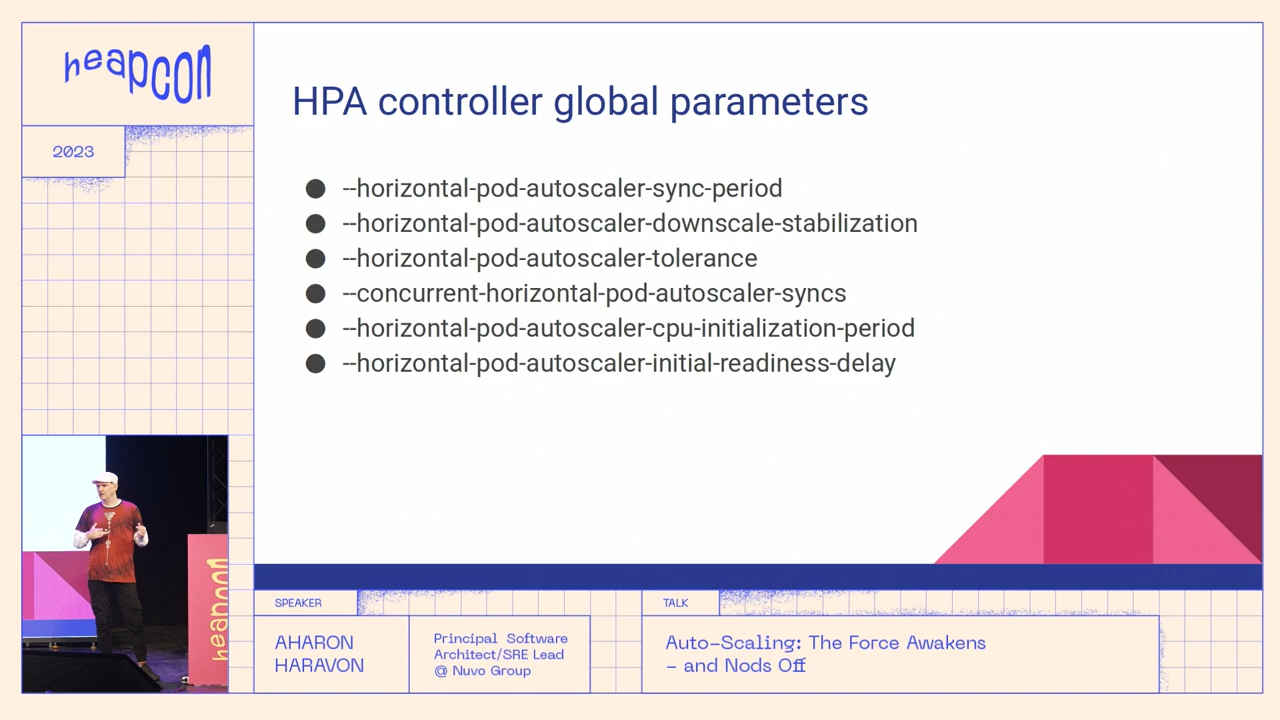 heapcon
2023
HPA controller global parameters
● --horizontal-pod-autoscaler-sync-period
● --horizontal-pod-autoscaler-downscale-stabilization
● --horizontal-pod-autoscaler-tolerance
● --concurrent-horizontal-pod-autoscaler-syncs
● --horizontal-pod-autoscaler-cpu-initialization-period
● --horizontal-pod-autoscaler-initial-readiness-delay
heapcon
SPEAKER
AHARON
HARAVON
Principal Software
Architect/SRE Lead
@ Nuvo Group
TALK
Auto-Scaling: The Force Awakens
- and Nods Off